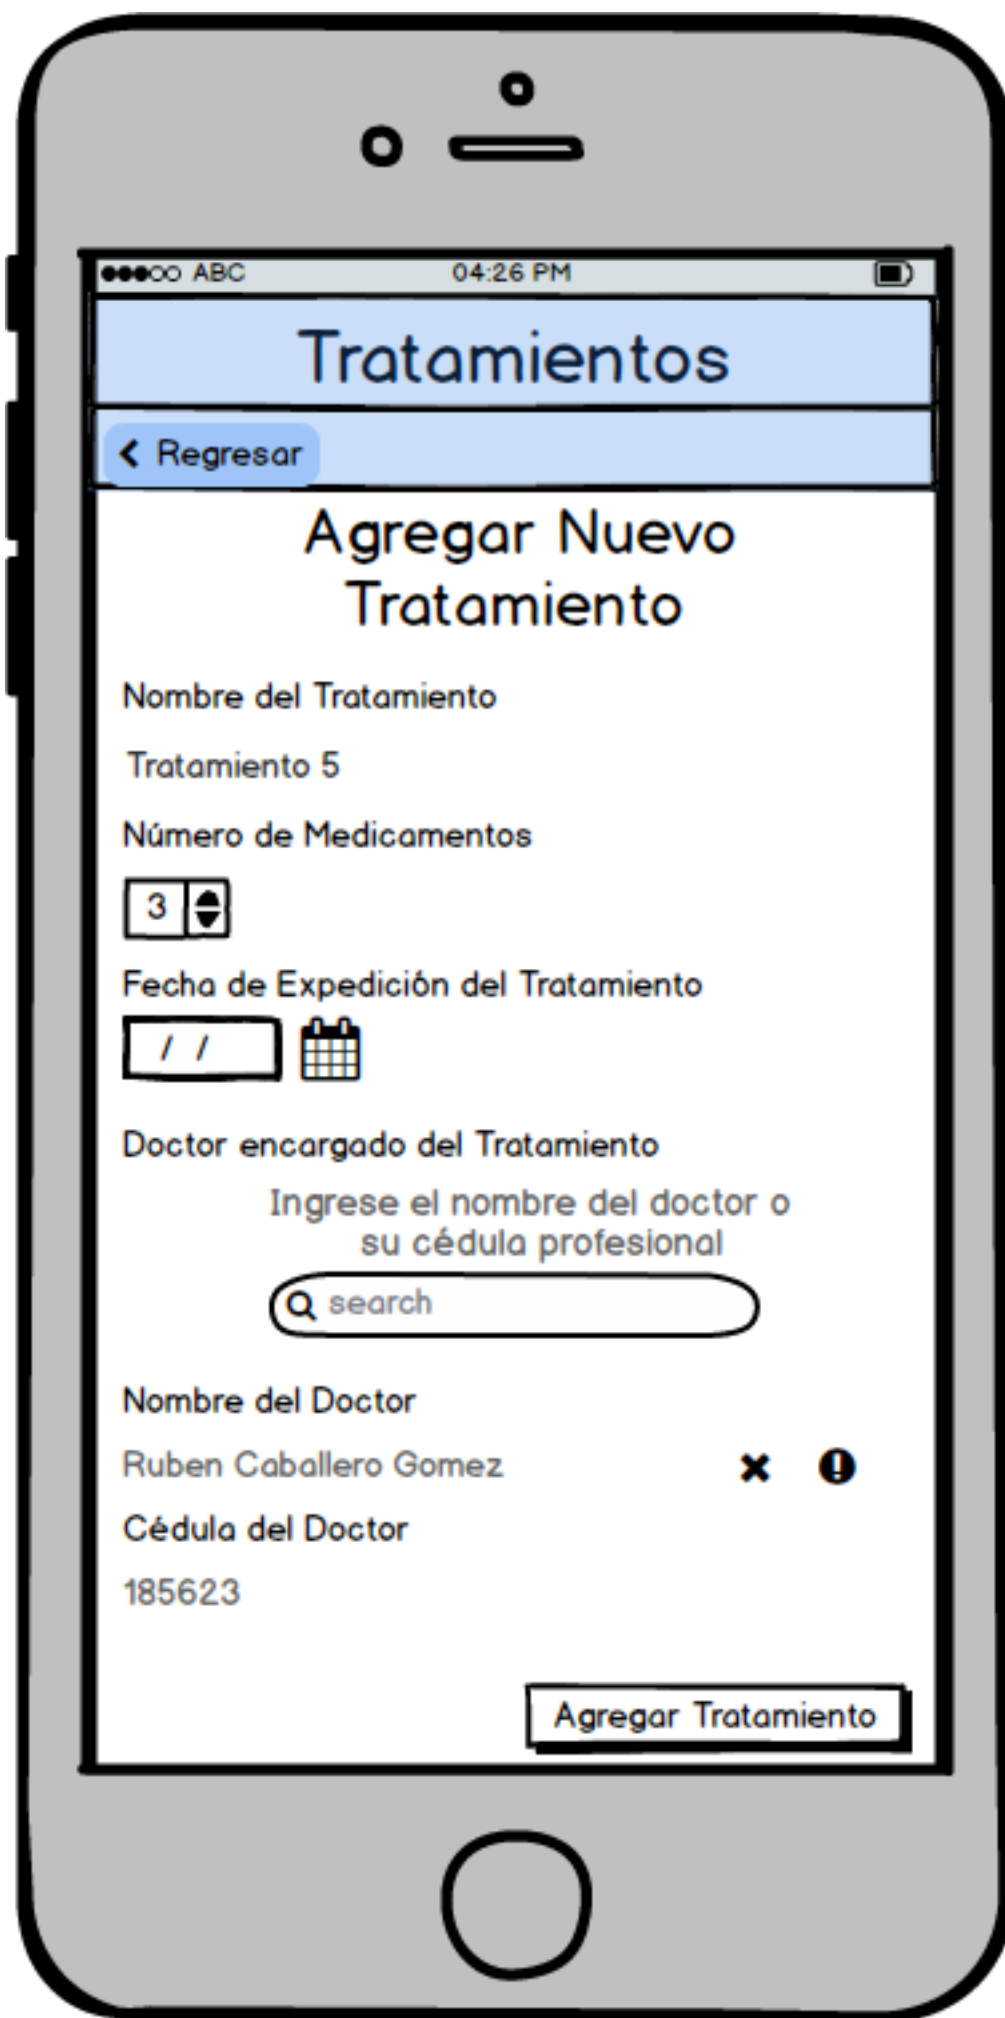 ABC 04:26 PM
Tratamientos
Regresar
Agregar Nuevo
Tratamiento
Nombre del Tratamiento
Tratamiento 5
Número de Medicamentos
3
Fecha de Expedición del Tratamiento
/ /
Doctor encargado del Tratamiento
Ingrese el nombre del doctor o
su cédula profesional
search
Nombre del Doctor
Ruben Caballero Gomez
Cédula del Doctor
185623
Agregar Tratamiento